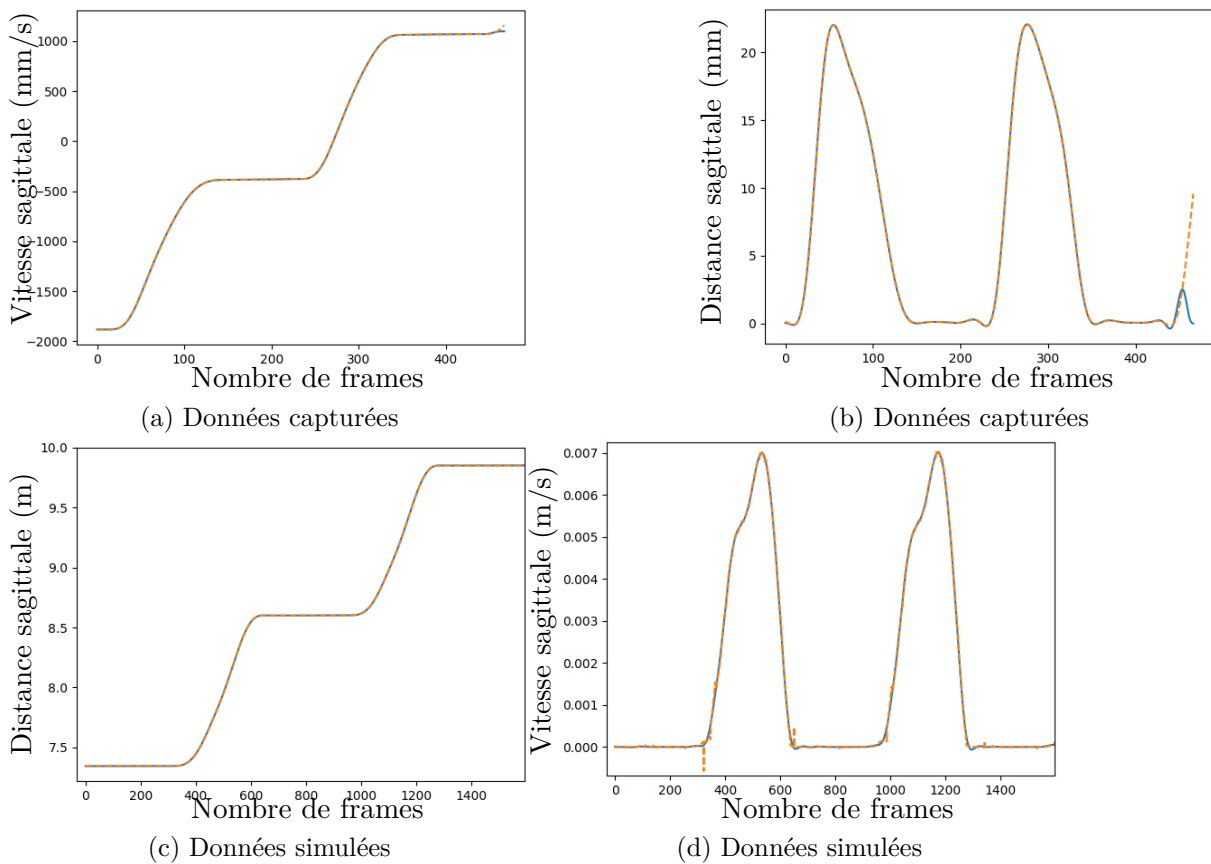 Vitesse sagittale (mm/s)
1000
500
0
−500
−1000
−1500
−2000
0 100 200 300 400
Nombre de frames
(a) Données capturées
Distance sagittale (mm)
20
15
10
5
0
0 100 200 300 400
Nombre de frames
(b) Données capturées
Distance sagittale (m)
10.0
9.5
9.0
8.5
8.0
7.5
0 200 400 600 800 1000 1200 1400
Nombre de frames
(c) Données simulées
Vitesse sagittale (m/s)
0.007
0.006
0.005
0.004
0.003
0.002
0.001
0.000
0 200 400 600 800 1000 1200 1400
Nombre de frames
(d) Données simulées